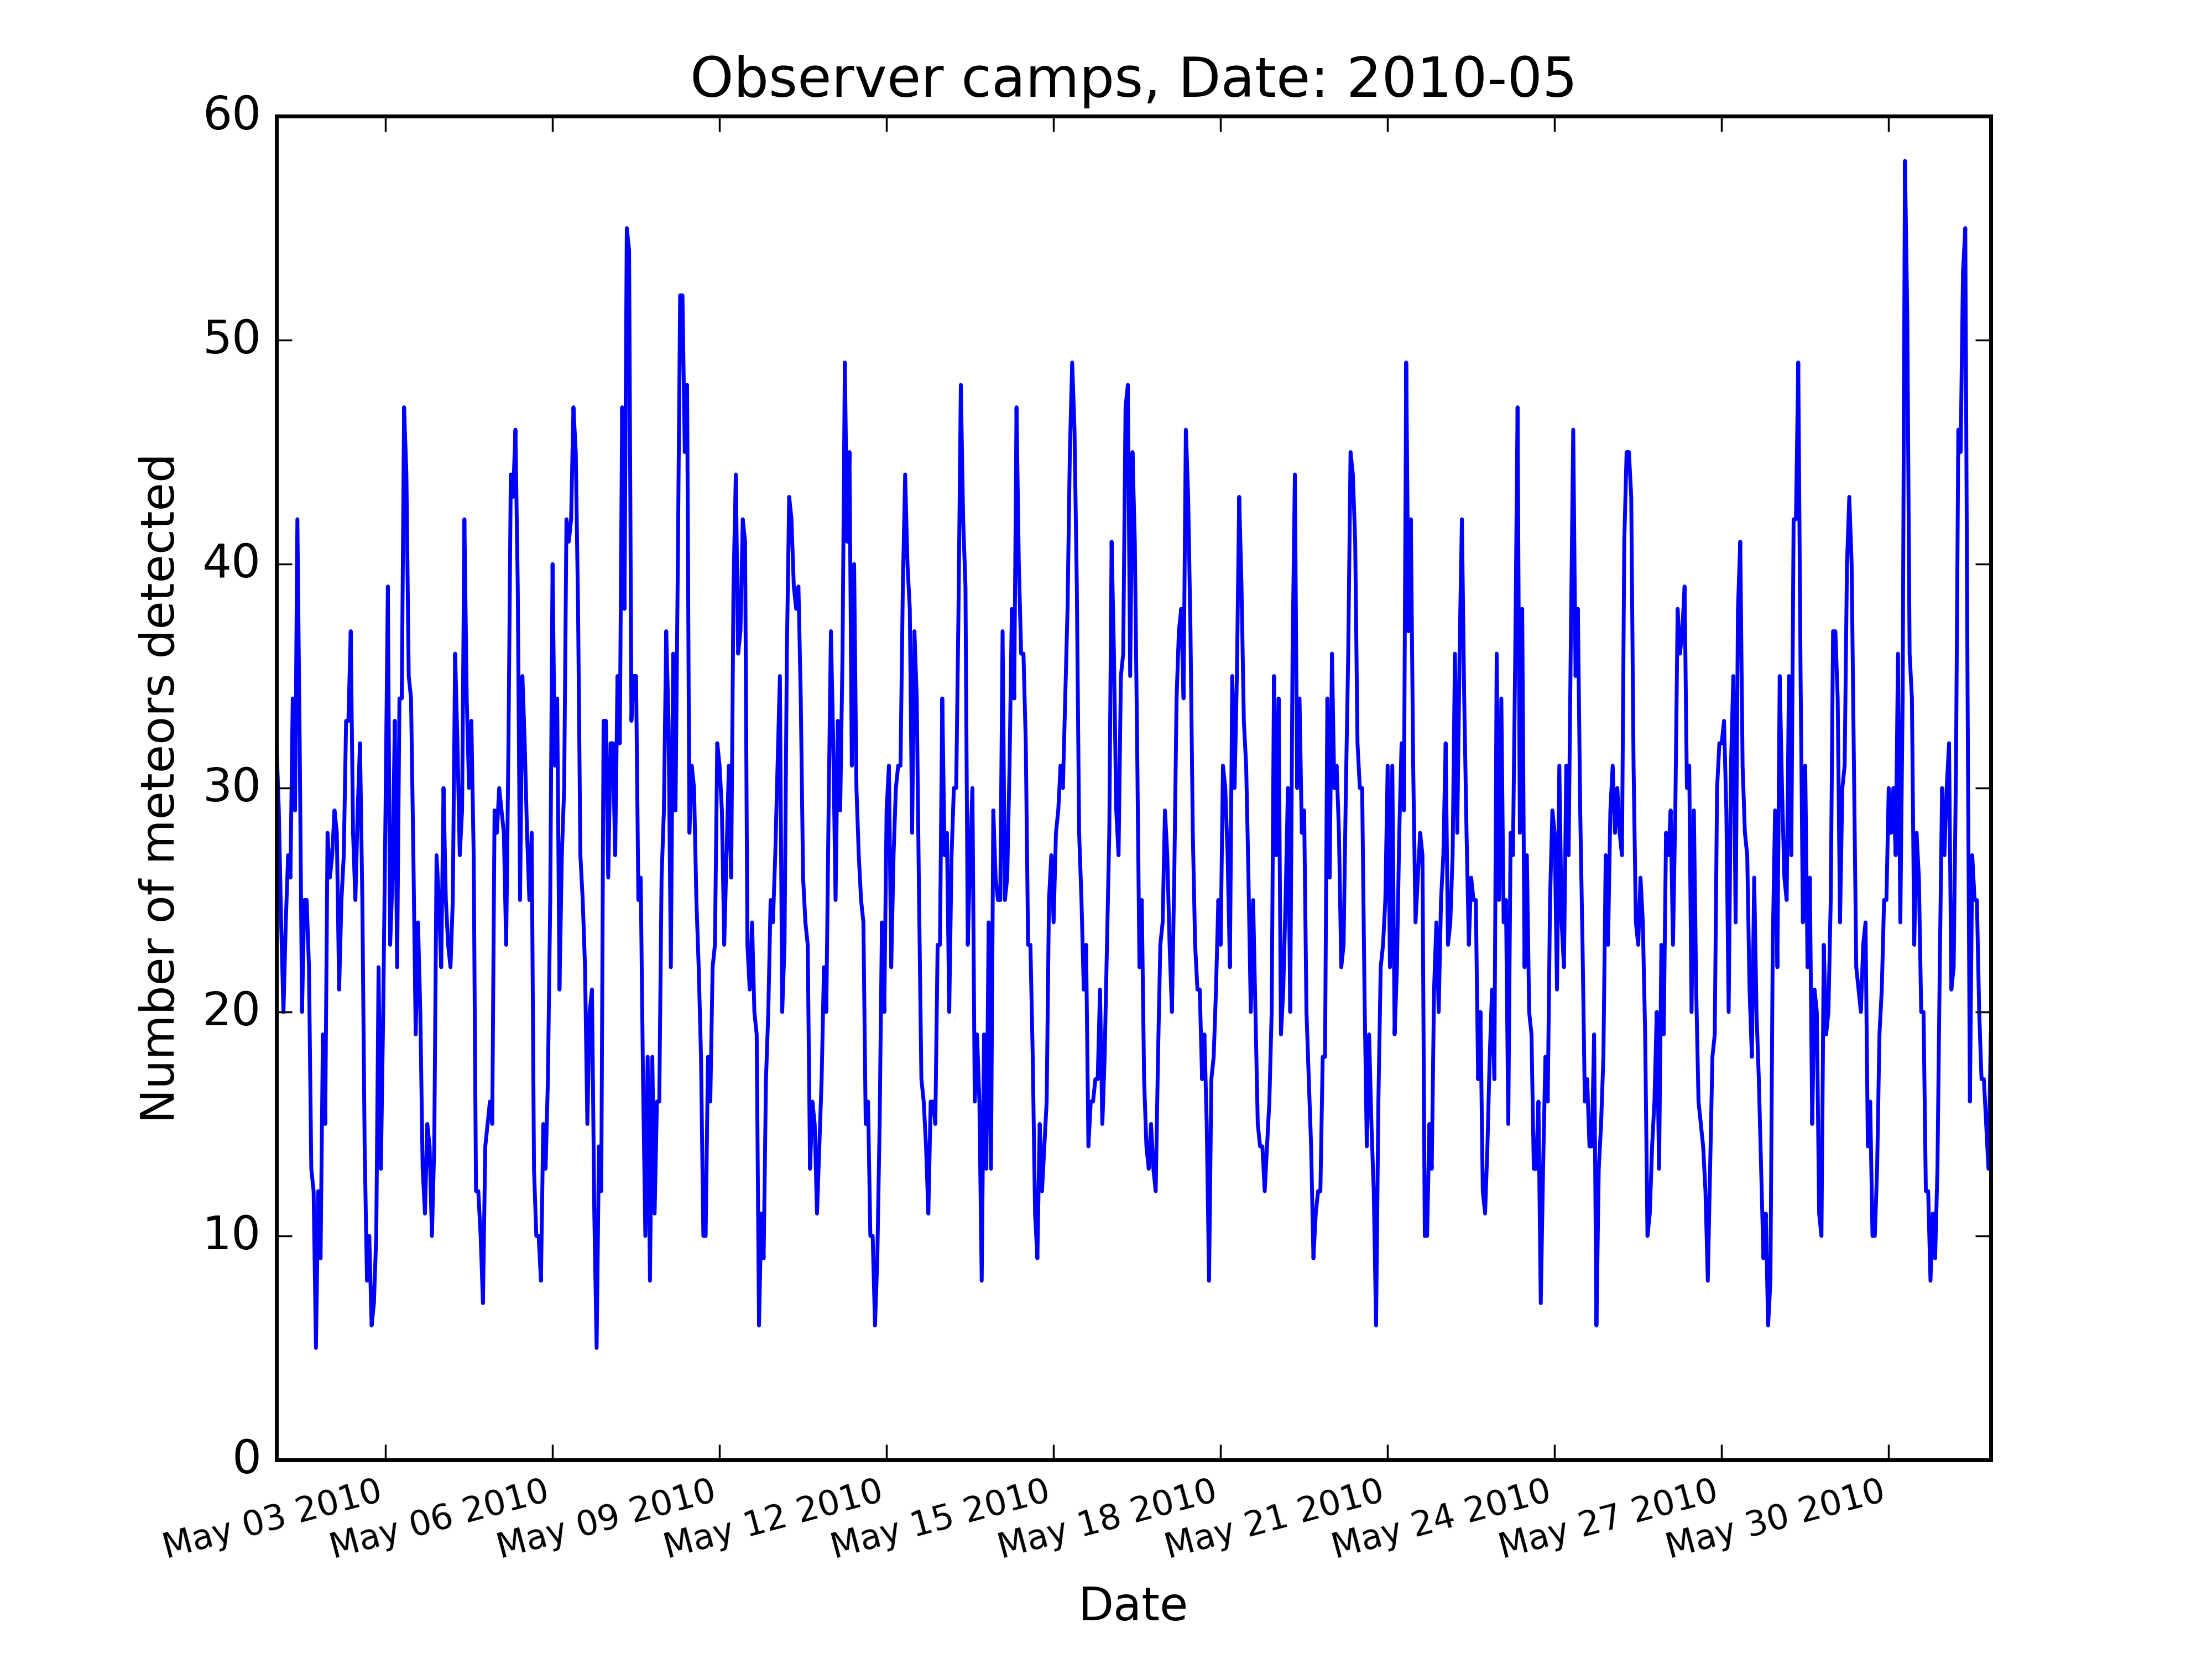 Observer camps, Date: 2010-05
Number of meteors detected
60
50
40
30
20
10
0
May 03 2010
May 06 2010
May 09 2010
May 12 2010
May 15 2010
May 18 2010
May 21 2010
May 24 2010
May 27 2010
May 30 2010
Date